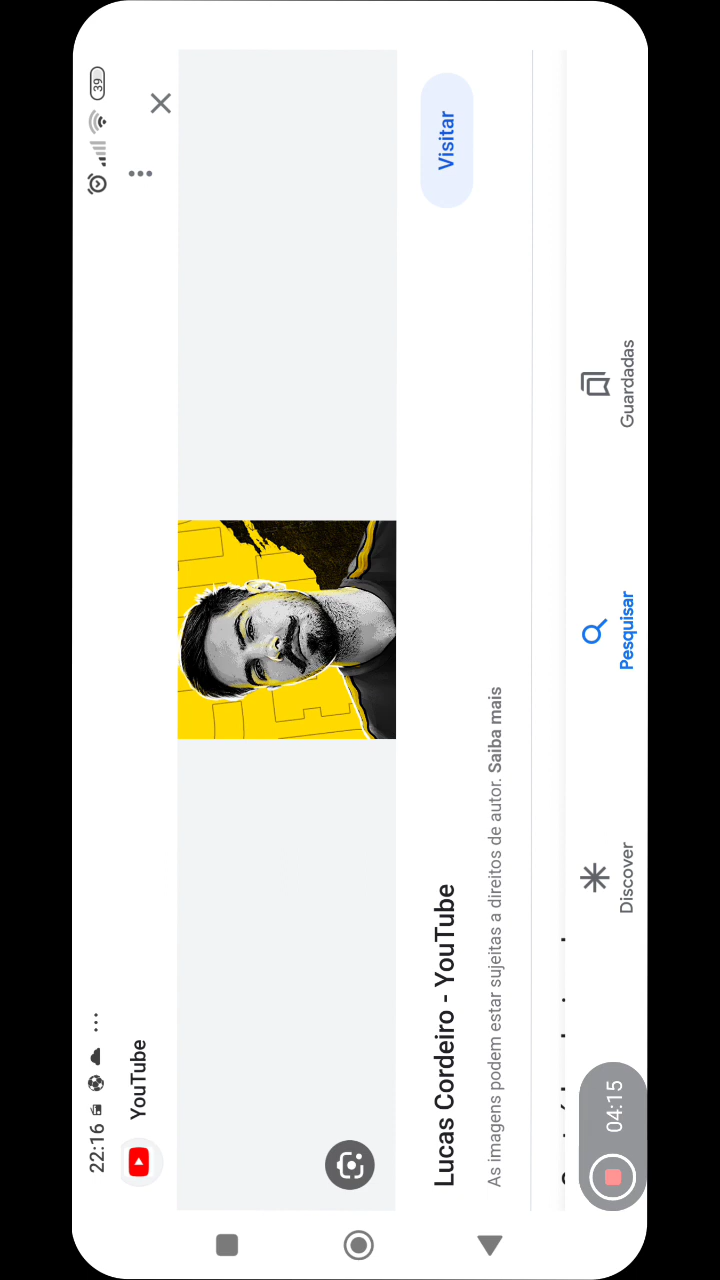 22:16
39
YouTube
Lucas Cordeiro - YouTube
Visitar
As imagens podem estar sujeitas a direitos de autor. Saiba mais
Discover
Pesquisar
Guardadas
04:15